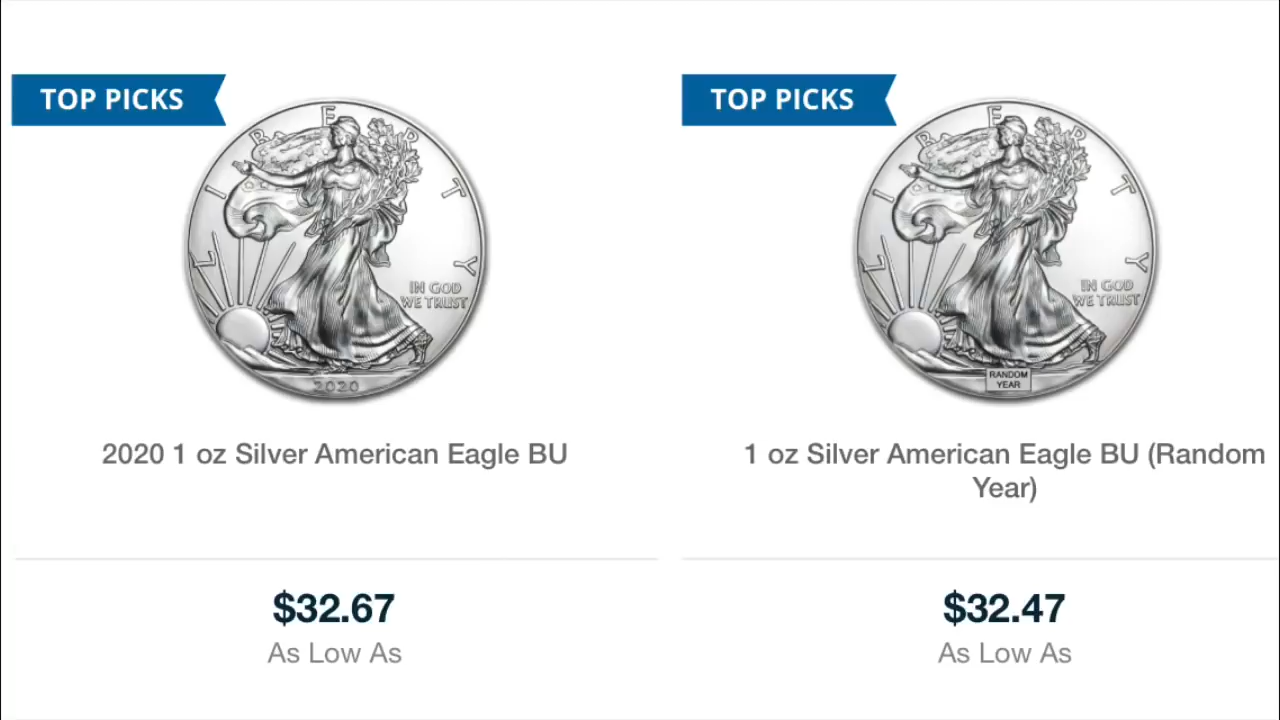 TOP PICKS
LIBERTY
IN GOD
WE TRUST
2020
2020 1 oz Silver American Eagle BU
$32.67
As Low As
TOP PICKS
LIBERTY
IN GOD
WE TRUST
RANDOM
YEAR
1 oz Silver American Eagle BU (Random
Year)
$32.47
As Low As